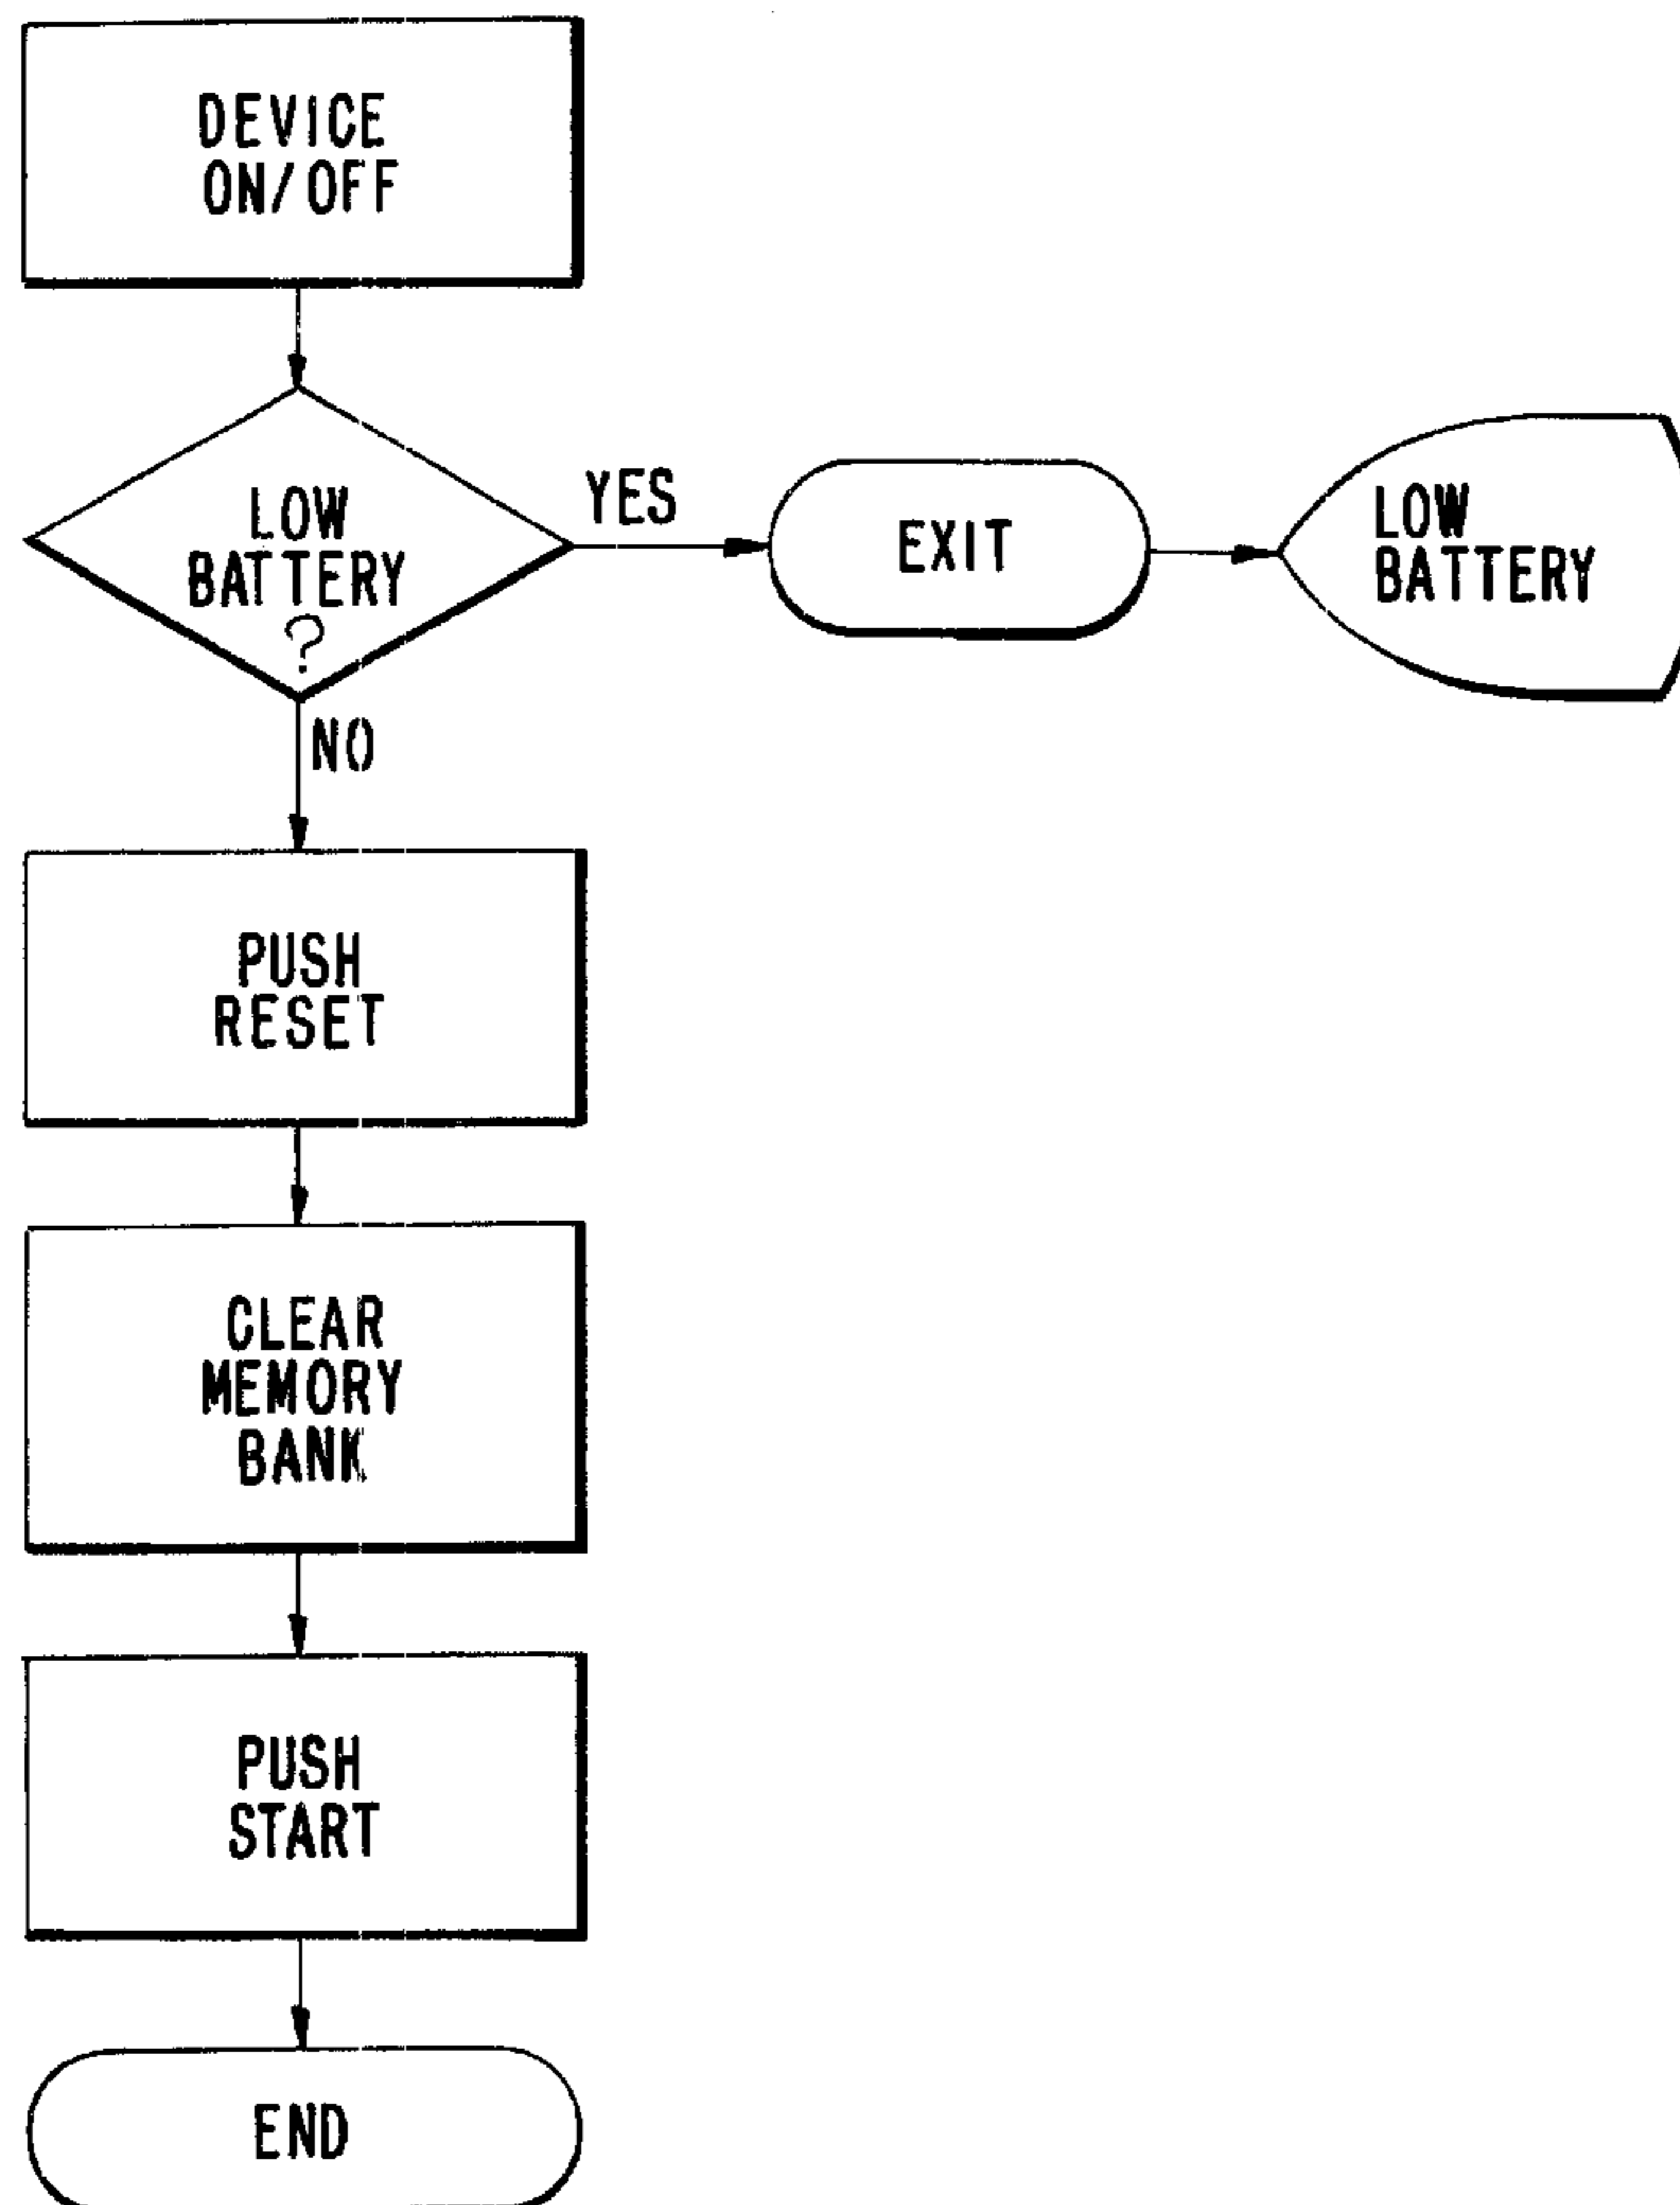 DEVICE
ON/OFF
LOW
BATTERY
?
YES
EXIT
LOW
BATTERY
NO
PUSH
RESET
CLEAR
MEMORY
BANK
PUSH
START
END